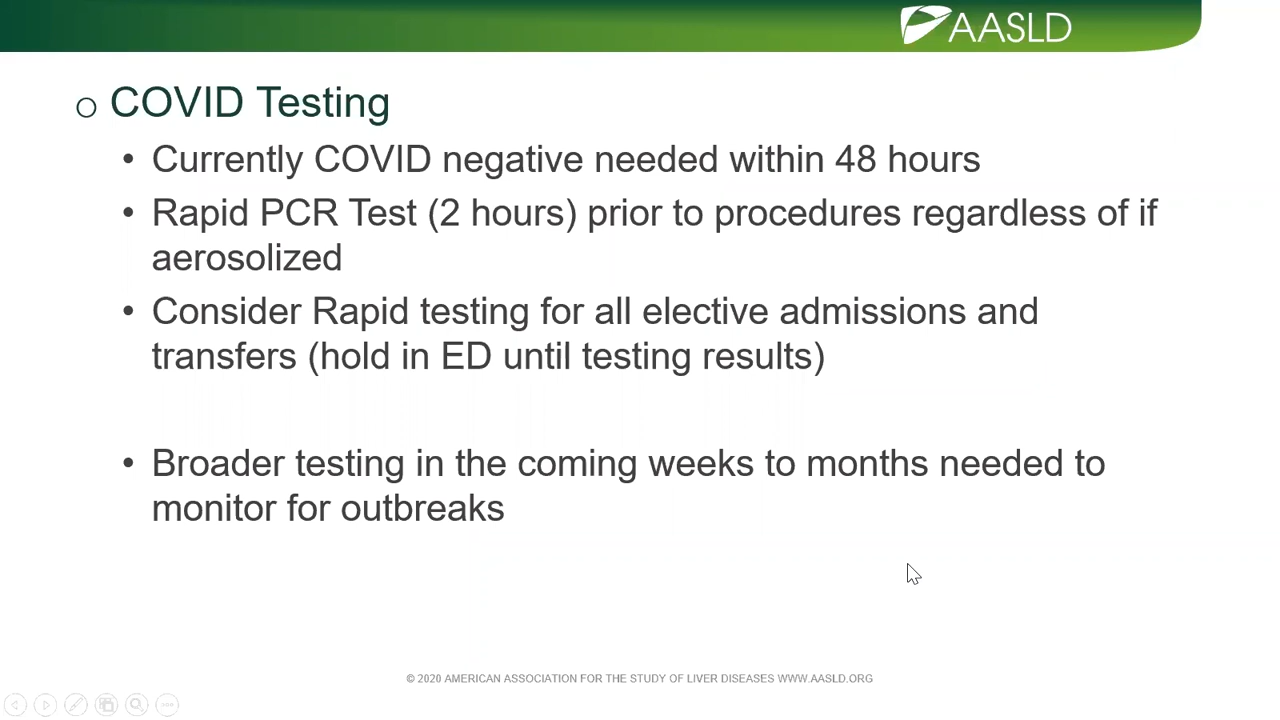 AASLD
o COVID Testing
• Currently COVID negative needed within 48 hours
• Rapid PCR Test (2 hours) prior to procedures regardless of if
aerosolized
• Consider Rapid testing for all elective admissions and
transfers (hold in ED until testing results)
• Broader testing in the coming weeks to months needed to
monitor for outbreaks
© 2020 AMERICAN ASSOCIATION FOR THE STUDY OF LIVER DISEASES WWW.AASLD.ORG